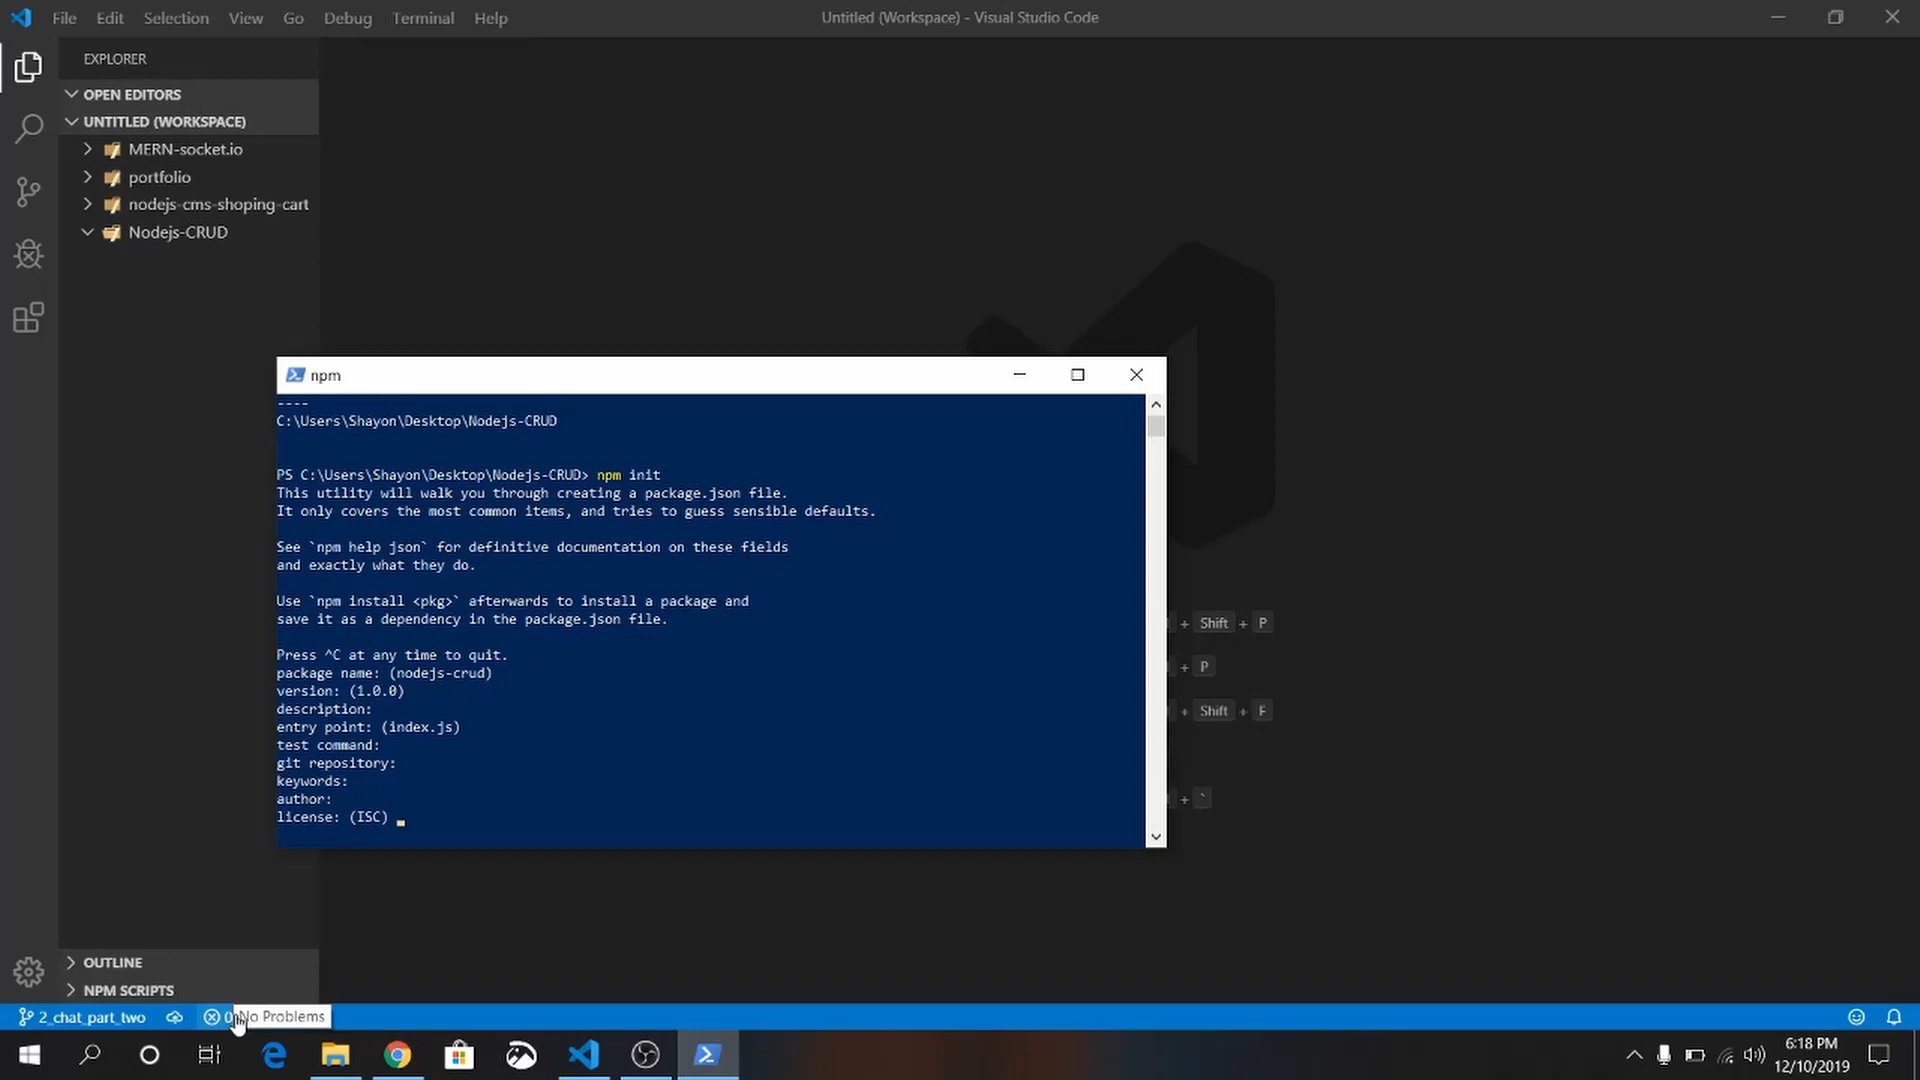 File Edit Selection View Go Debug Terminal Help
Untitled (Workspace) - Visual Studio Code
EXPLORER
OPEN EDITORS
UNTITLED (WORKSPACE)
MERN-socket.io
portfolio
nodejs-cms-shoping-cart
Nodejs-CRUD
npm
----
C:\Users\Shayon\Desktop\Nodejs-CRUD
PS C:\Users\Shayon\Desktop\Nodejs-CRUD> npm init
This utility will walk you through creating a package.json file.
It only covers the most common items, and tries to guess sensible defaults.
See `npm help json` for definitive documentation on these fields
and exactly what they do.
Use `npm install <pkg>` afterwards to install a package and
save it as a dependency in the package.json file.
Press ^C at any time to quit.
package name: (nodejs-crud)
version: (1.0.0)
description:
entry point: (index.js)
test command:
git repository:
keywords:
author:
license: (ISC)
+ Shift + P
+ P
+ Shift + F
+ `
OUTLINE
NPM SCRIPTS
2_chat_part_two
0
No Problems
6:18 PM
12/10/2019